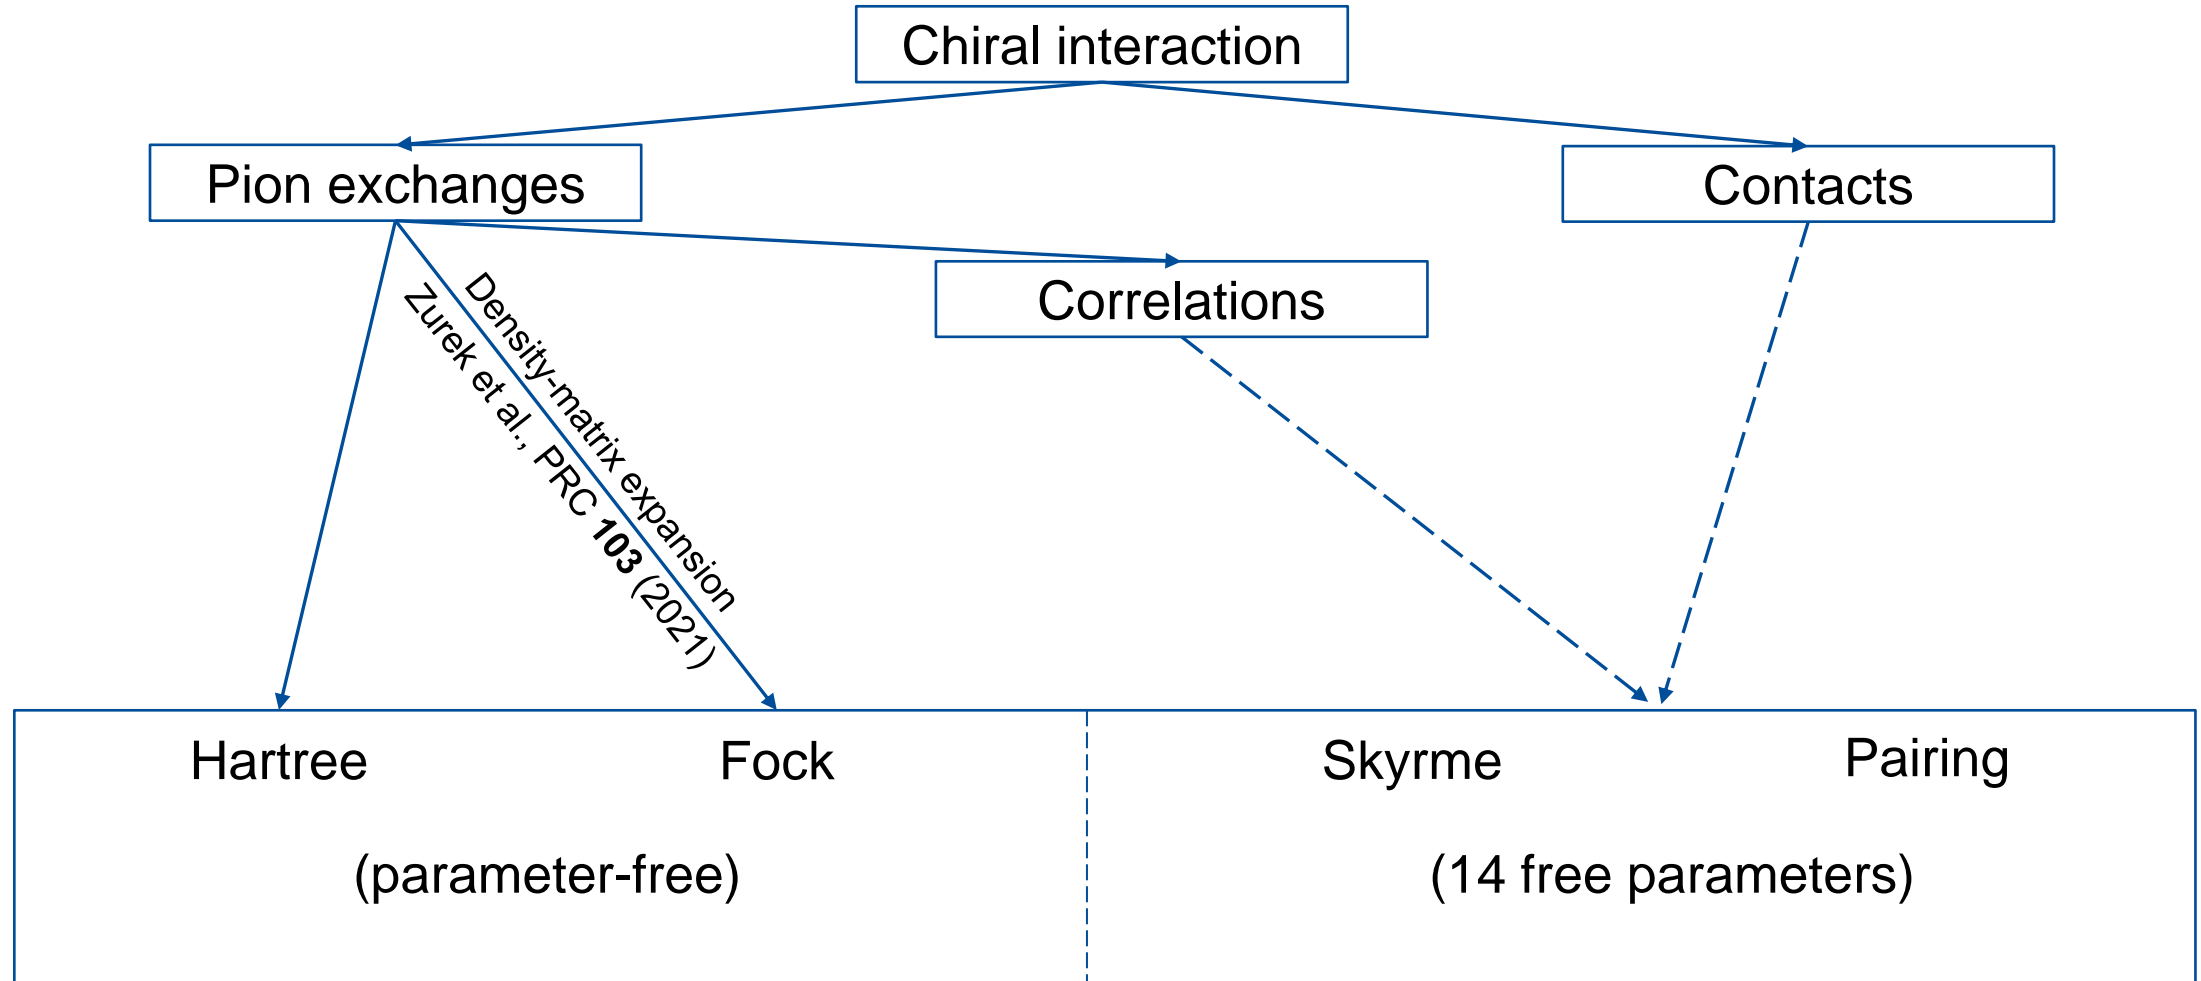 Chiral interaction
Pion exchanges
Contacts
Correlations
Density-matrix expansion
Zurek et al., PRC 103 (2021)
Hartree
Fock
Skyrme
Pairing
(parameter-free)
(14 free parameters)